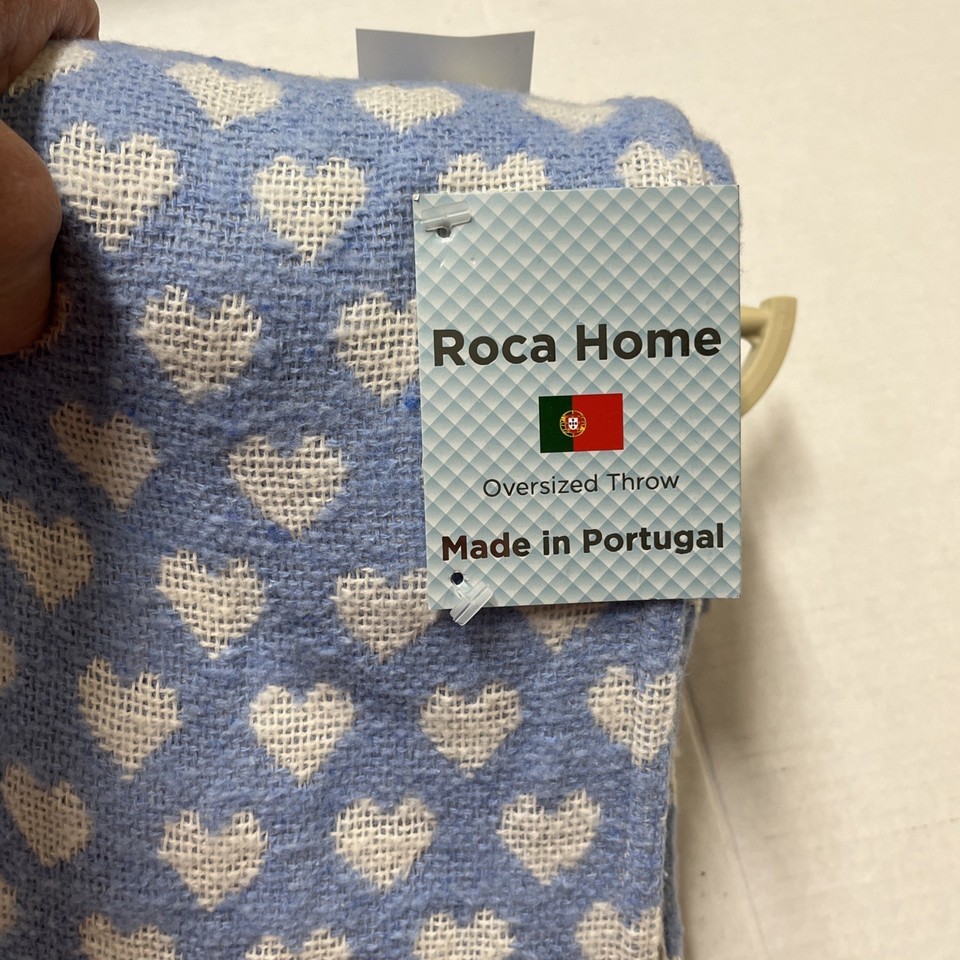 Roca Home
Oversized Throw
Made in Portugal